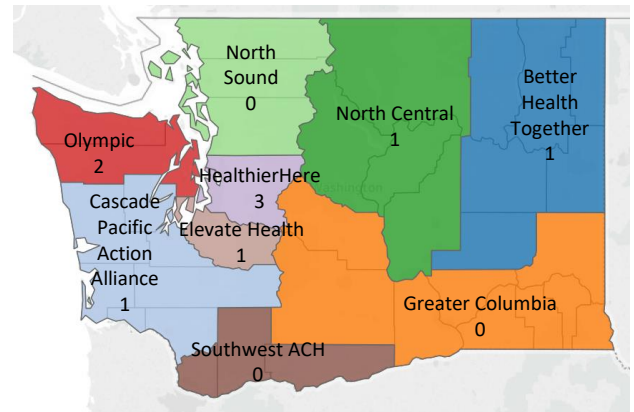 North
Sound
0
Better
Health
Together
1
North Central
1
Olympic
2
HealthierHere
3
Washington
Cascade
Pacific
Action
Alliance
1
Elevate Health
1
Greater Columbia
0
Southwest ACH
0